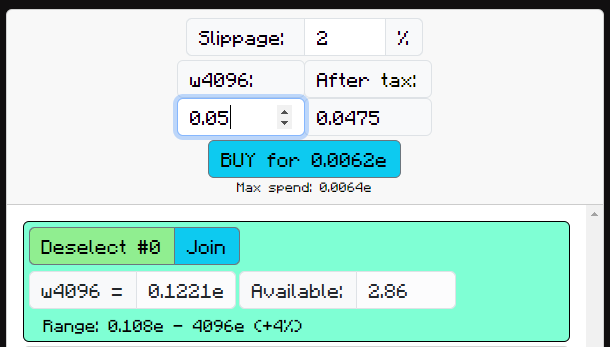 Slippage: 2 %
w4096: After tax:
0.05 0.0475
BUY for 0.0062e
Max spend: 0.0064e
Deselect #0 Join
w4096 = 0.1221e Available: 2.86
Range: 0.108e - 4096e (+4%)